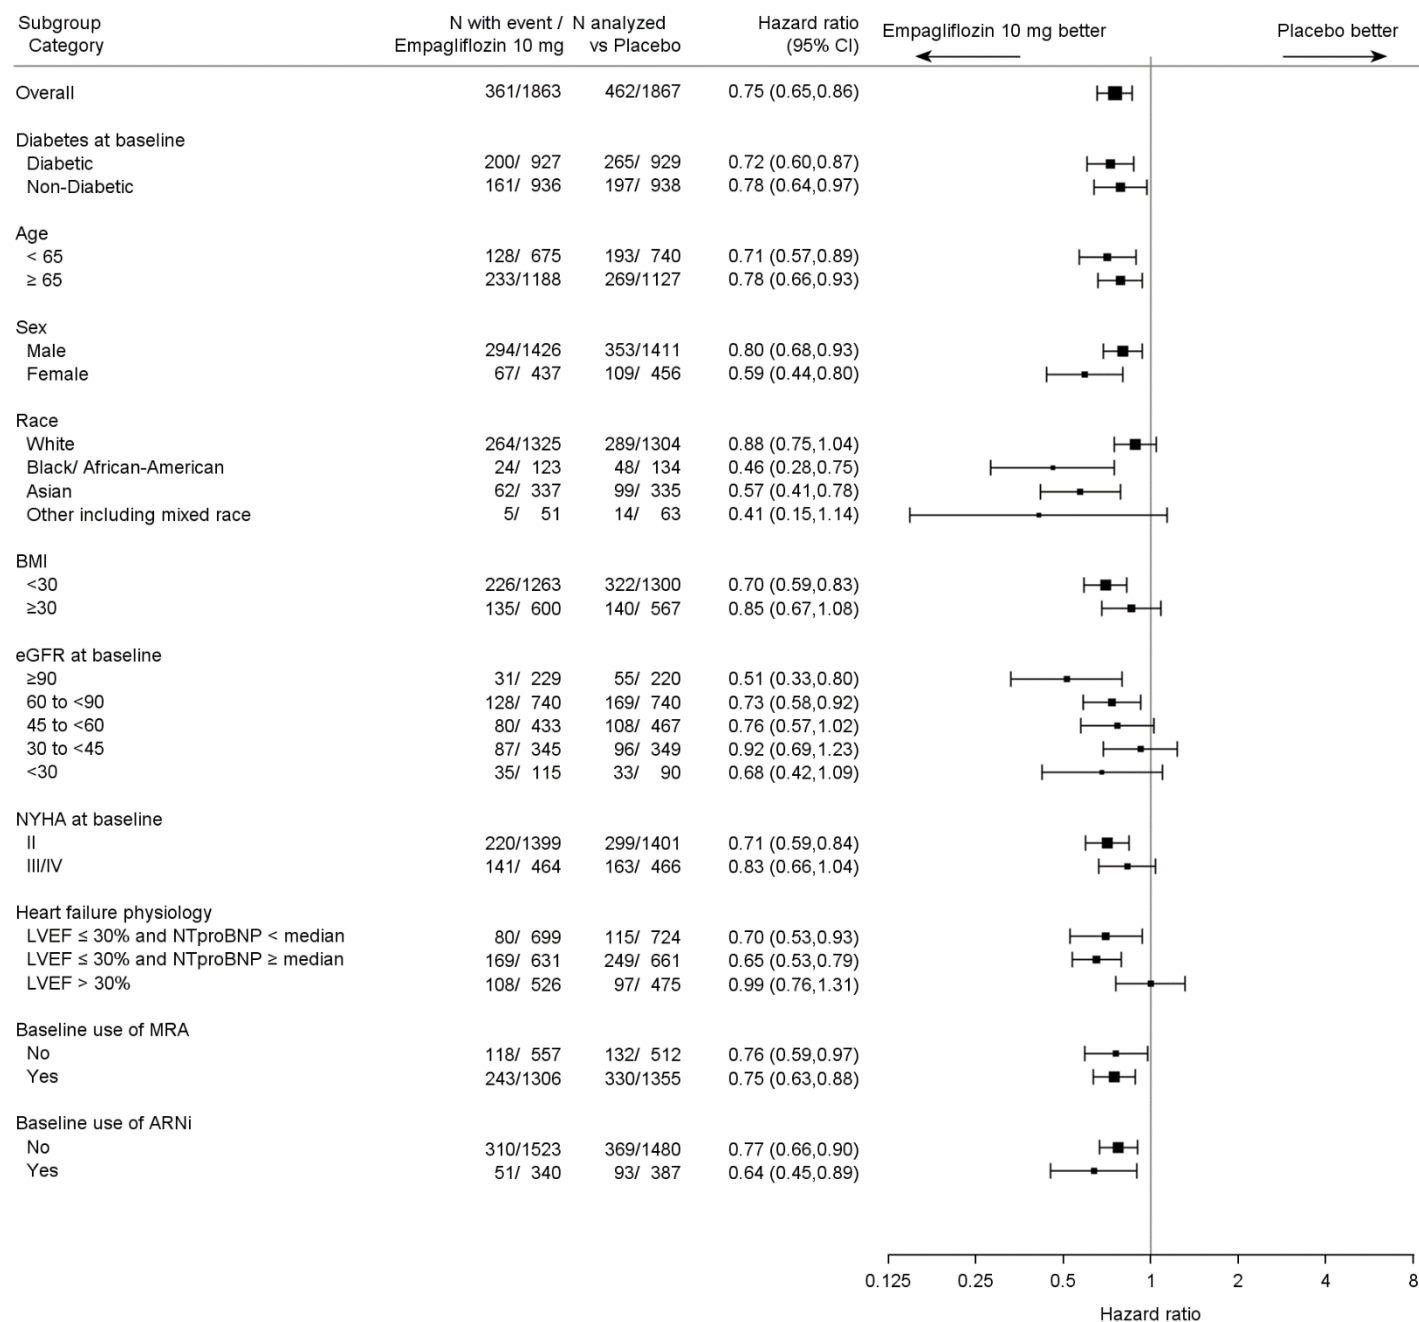 Subgroup N with event / N analyzed Hazard ratio Empagliflozin 10 mg better Placebo better
Category Empagliflozin 10 mg vs Placebo (95% CI)
Overall 361/1863 462/1867 0.75 (0.65,0.86)
Diabetes at baseline
Diabetic 200/ 927 265/ 929 0.72 (0.60,0.87)
Non-Diabetic 161/ 936 197/ 938 0.78 (0.64,0.97)
Age
< 65 128/ 675 193/ 740 0.71 (0.57,0.89)
≥ 65 233/1188 269/1127 0.78 (0.66,0.93)
Sex
Male 294/1426 353/1411 0.80 (0.68,0.93)
Female 67/ 437 109/ 456 0.59 (0.44,0.80)
Race
White 264/1325 289/1304 0.88 (0.75,1.04)
Black/ African-American 24/ 123 48/ 134 0.46 (0.28,0.75)
Asian 62/ 337 99/ 335 0.57 (0.41,0.78)
Other including mixed race 5/ 51 14/ 63 0.41 (0.15,1.14)
BMI
<30 226/1263 322/1300 0.70 (0.59,0.83)
≥30 135/ 600 140/ 567 0.85 (0.67,1.08)
eGFR at baseline
≥90 31/ 229 55/ 220 0.51 (0.33,0.80)
60 to <90 128/ 740 169/ 740 0.73 (0.58,0.92)
45 to <60 80/ 433 108/ 467 0.76 (0.57,1.02)
30 to <45 87/ 345 96/ 349 0.92 (0.69,1.23)
<30 35/ 115 33/ 90 0.68 (0.42,1.09)
NYHA at baseline
II 220/1399 299/1401 0.71 (0.59,0.84)
III/IV 141/ 464 163/ 466 0.83 (0.66,1.04)
Heart failure physiology
LVEF ≤ 30% and NTproBNP < median 80/ 699 115/ 724 0.70 (0.53,0.93)
LVEF ≤ 30% and NTproBNP ≥ median 169/ 631 249/ 661 0.65 (0.53,0.79)
LVEF > 30% 108/ 526 97/ 475 0.99 (0.76,1.31)
Baseline use of MRA
No 118/ 557 132/ 512 0.76 (0.59,0.97)
Yes 243/1306 330/1355 0.75 (0.63,0.88)
Baseline use of ARNi
No 310/1523 369/1480 0.77 (0.66,0.90)
Yes 51/ 340 93/ 387 0.64 (0.45,0.89)
0.125 0.25 0.5 1 2 4 8
Hazard ratio